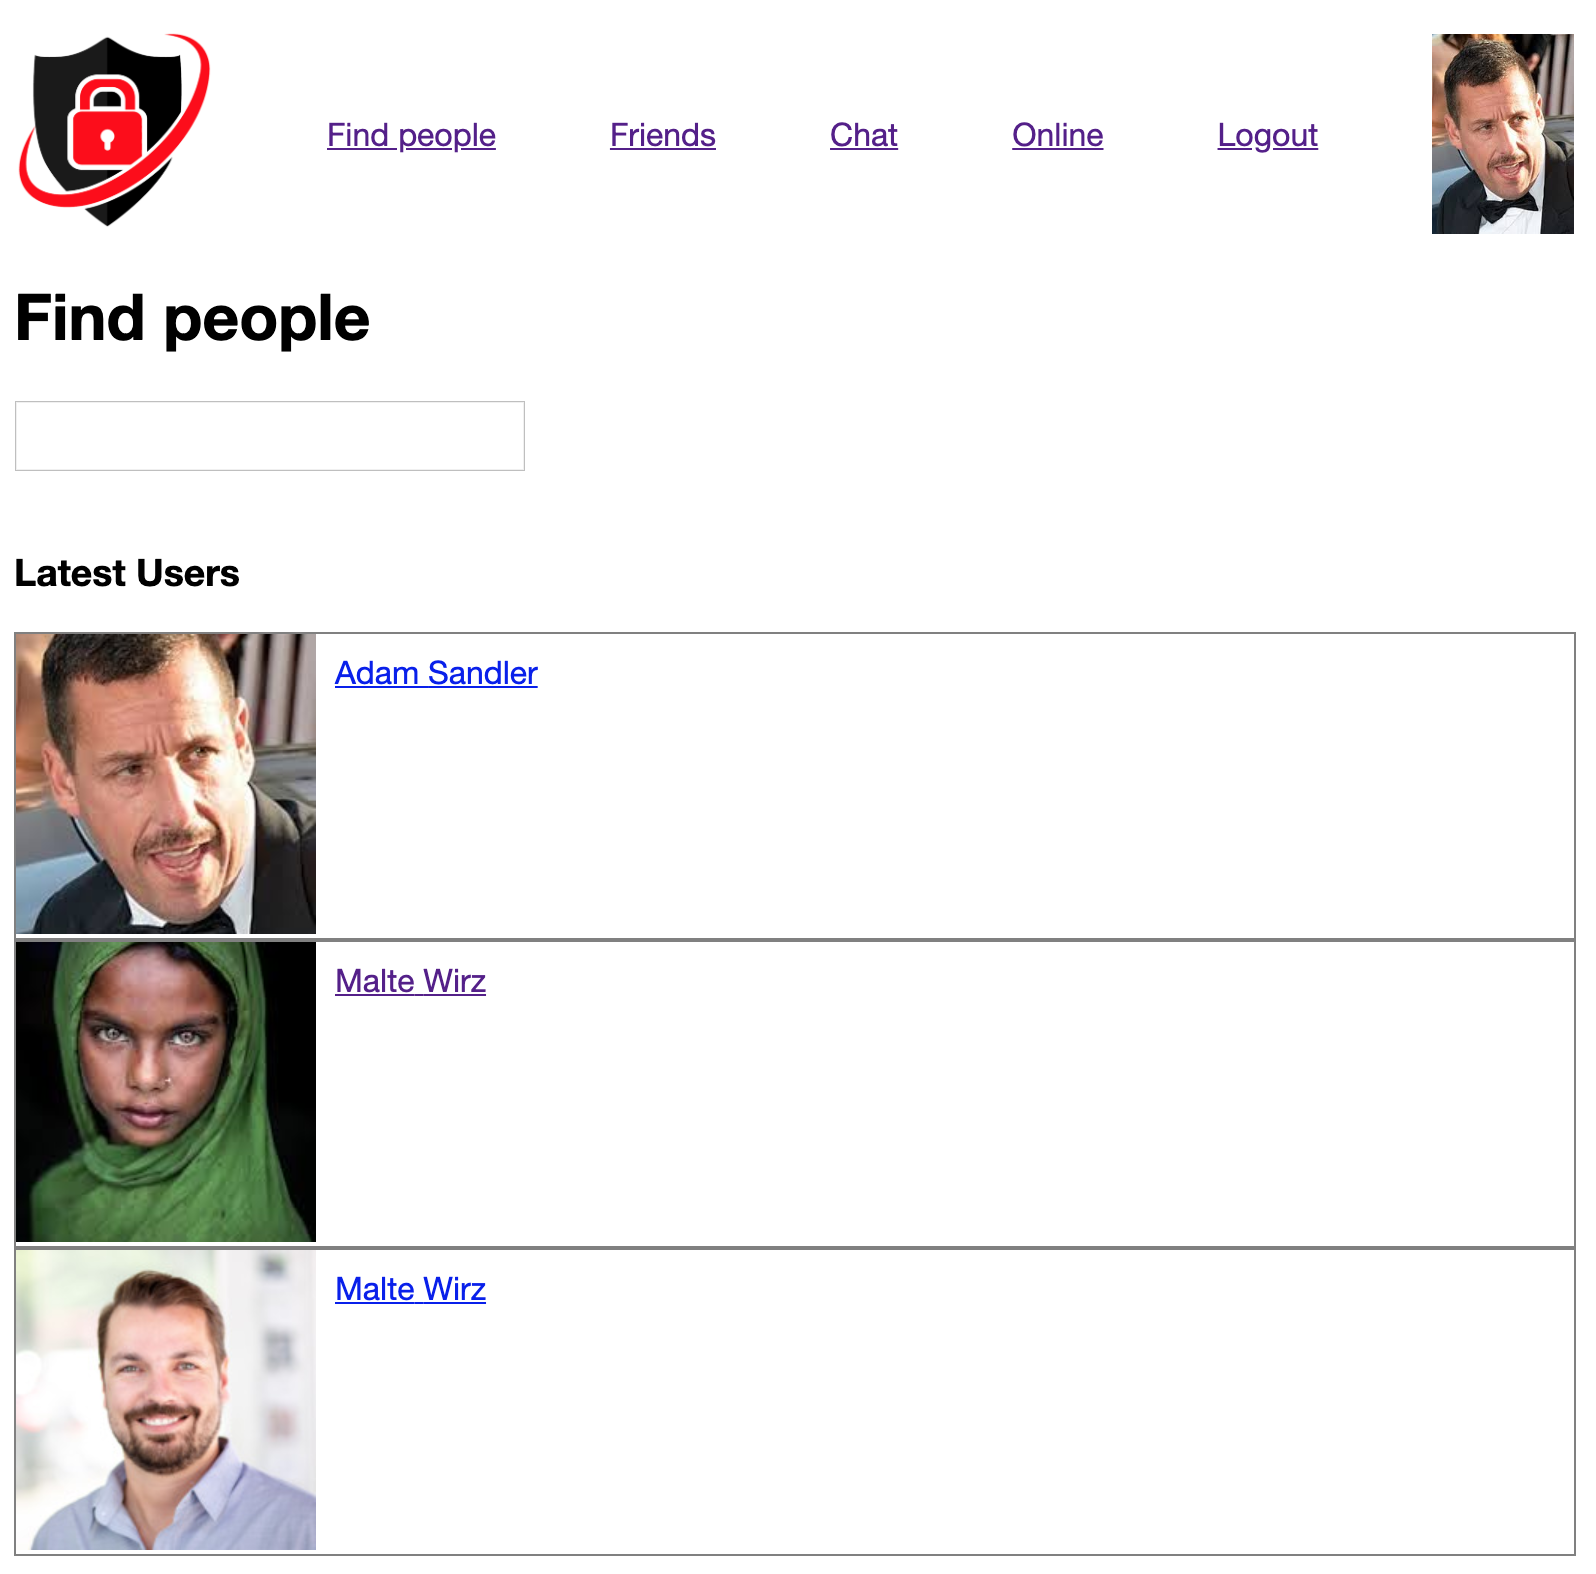 Find people Friends Chat Online Logout
Find people
Latest Users
Adam Sandler
Malte Wirz
Malte Wirz